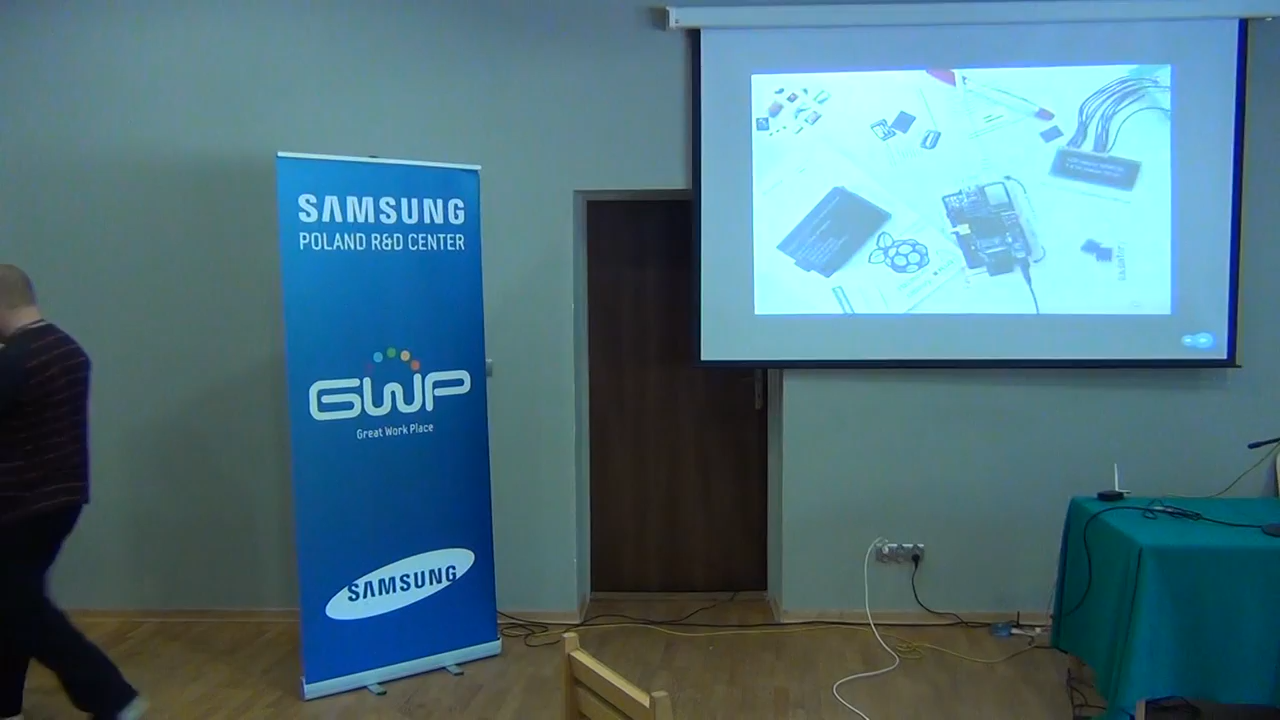 SAMSUNG
POLAND R&D CENTER
GWP
Great Work Place
SAMSUNG